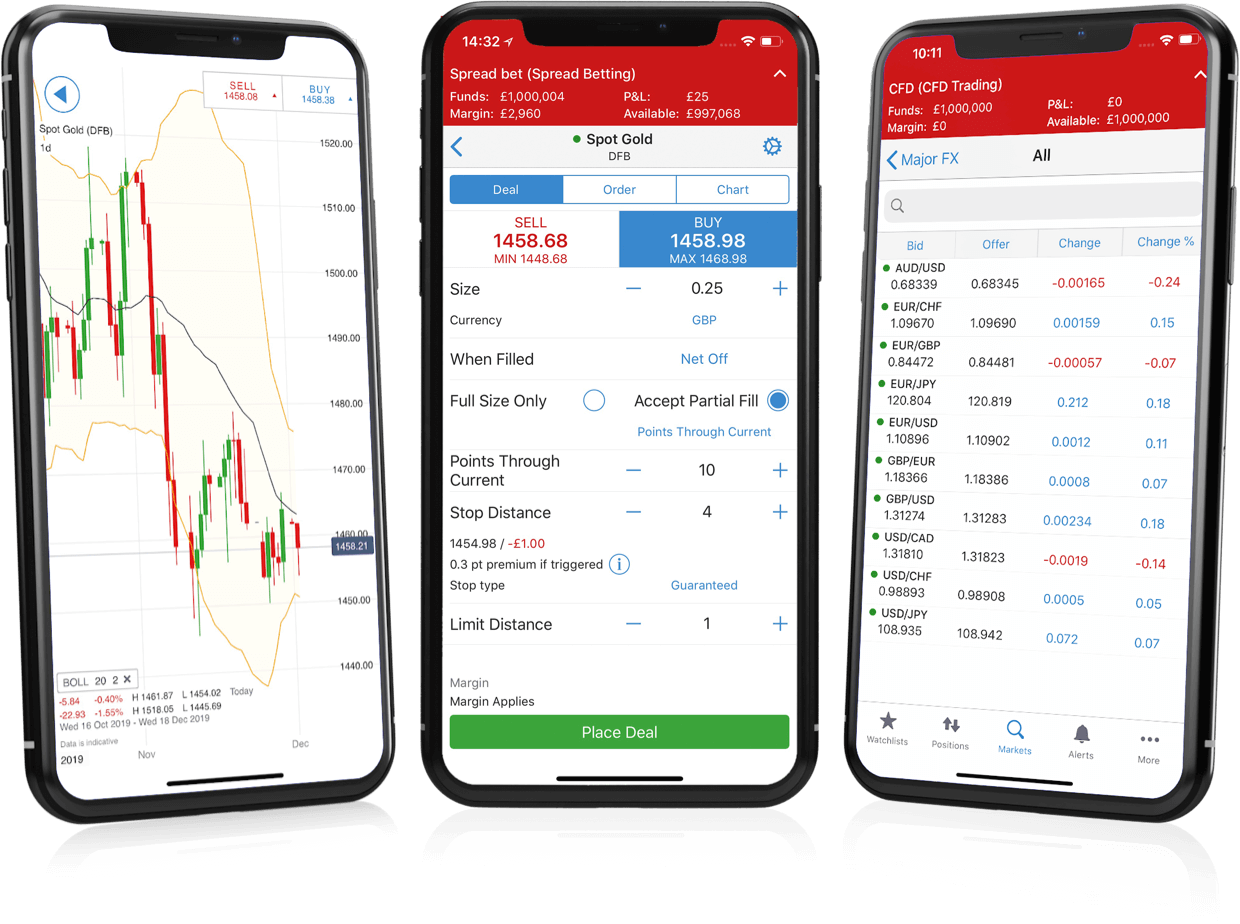 SELL
1458.08
BUY
1458.38
Spot Gold (DFB)
1d
1520.00
1510.00
1500.00
1490.00
1480.00
1470.00
1460.00
1458.21
1450.00
1440.00
BOLL 20 2 X
-5.84 -0.40% H 1461.87 L 1454.02 Today
-22.93 -1.55% H 1518.05 L 1445.69
Wed 16 Oct 2019 - Wed 18 Dec 2019
Data is indicative
2019
Nov
Dec
14:32
Spread bet (Spread Betting)
Funds: £1,000,004 P&L: £25
Margin: £2,960 Available: £997,068
Spot Gold
DFB
Deal Order Chart
SELL
1458.68
MIN 1448.68
BUY
1458.98
MAX 1468.98
Size 0.25
Currency GBP
When Filled Net Off
Full Size Only Accept Partial Fill
Points Through Current
Points Through
Current
10
Stop Distance 4
1454.98 / -£1.00
0.3 pt premium if triggered i
Stop type Guaranteed
Limit Distance 1
Margin
Margin Applies
Place Deal
10:11
CFD (CFD Trading)
Funds: £1,000,000 P&L: £0
Margin: £0 Available: £1,000,000
Major FX All
Bid Offer Change Change %
AUD/USD
0.68339 0.68345 -0.00165 -0.24
EUR/CHF
1.09670 1.09690 0.00159 0.15
EUR/GBP
0.84472 0.84481 -0.00057 -0.07
EUR/JPY
120.804 120.819 0.212 0.18
EUR/USD
1.10896 1.10902 0.0012 0.11
GBP/EUR
1.18366 1.18386 0.0008 0.07
GBP/USD
1.31274 1.31283 0.00234 0.18
USD/CAD
1.31810 1.31823 -0.0019 -0.14
USD/CHF
0.98893 0.98908 0.0005 0.05
USD/JPY
108.935 108.942 0.072 0.07
Watchlists Positions Markets Alerts More